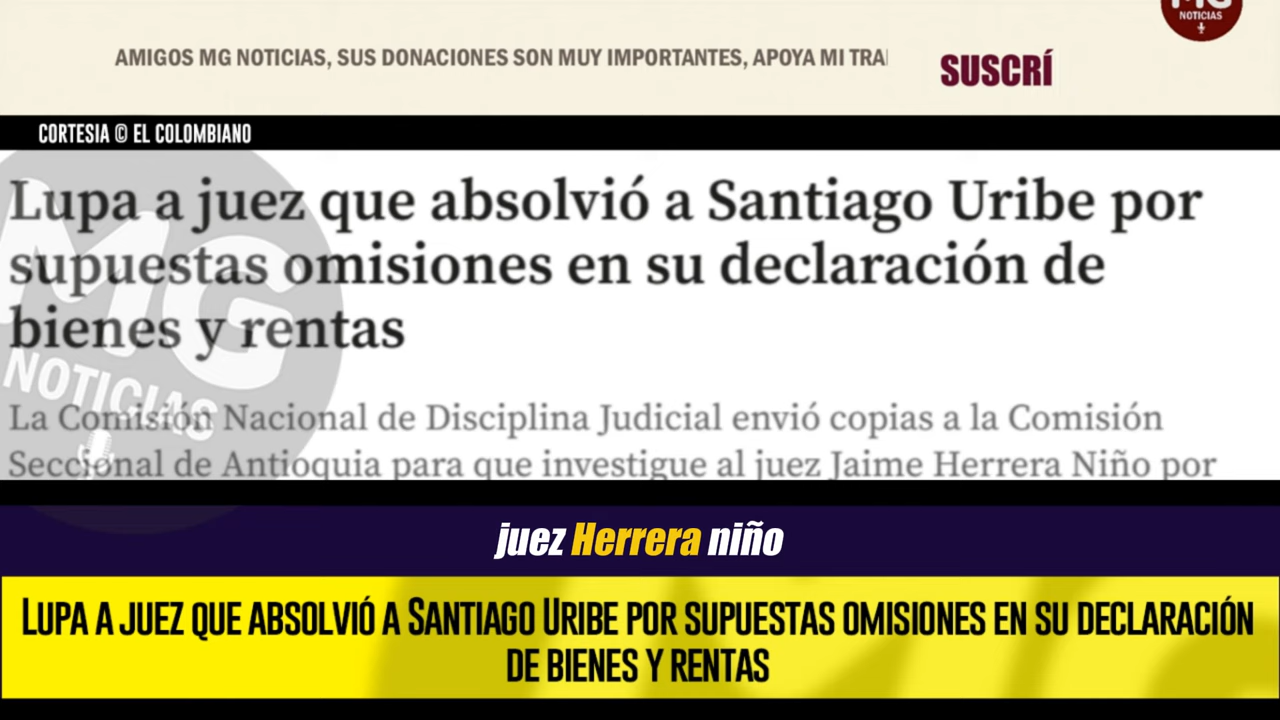 MG
NOTICIAS
AMIGOS MG NOTICIAS, SUS DONACIONES SON MUY IMPORTANTES, APOYA MI TRA
SUSCRÍ
CORTESIA © EL COLOMBIANO
Lupa a juez que absolvió a Santiago Uribe por
supuestas omisiones en su declaración de
bienes y rentas
MG
NOTICIAS
La Comisión Nacional de Disciplina Judicial envió copias a la Comisión
Seccional de Antioquia para que investigue al juez Jaime Herrera Niño por
juez Herrera niño
LUPA A JUEZ QUE ABSOLVIÓ A SANTIAGO URIBE POR SUPUESTAS OMISIONES EN SU DECLARACIÓN
DE BIENES Y RENTAS